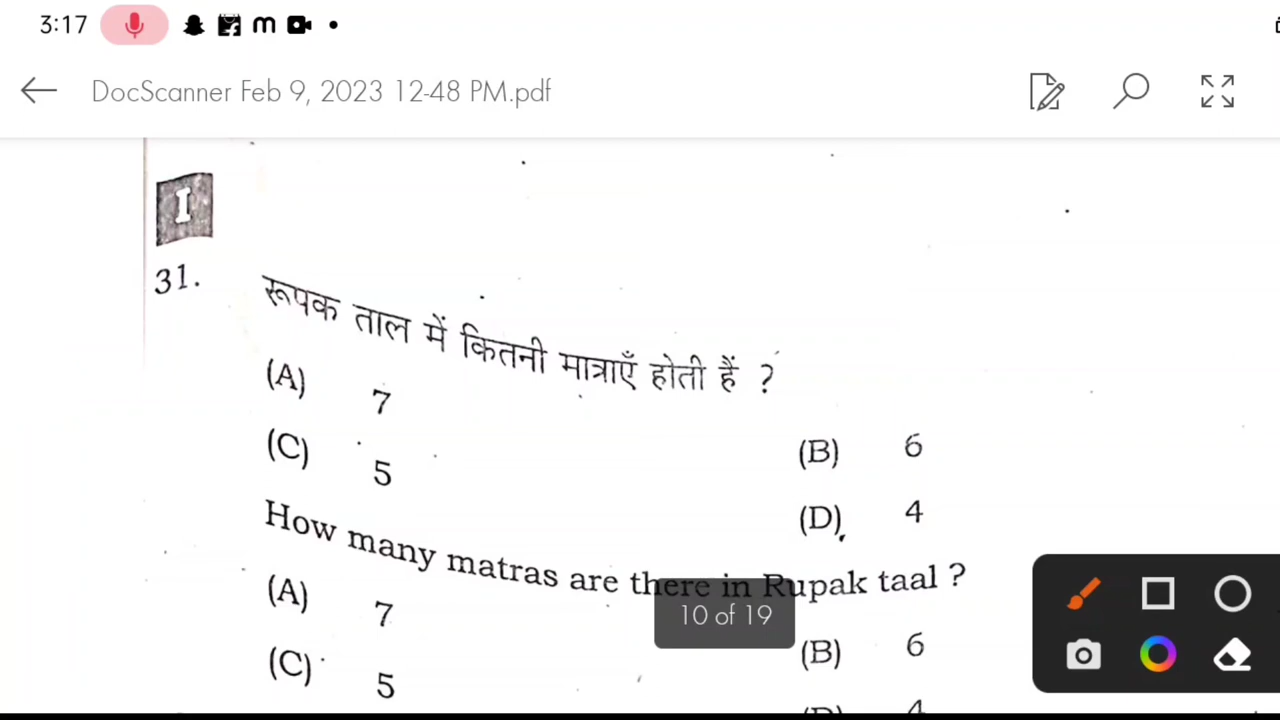 3:17
DocScanner Feb 9, 2023 12-48 PM.pdf
I
31. रूपक ताल में कितनी मात्राएँ होती हैं ?
(A) 7
(B) 6
(C) 5
(D) 4
How many matras are there in Rupak taal ?
10 of 19
(A) 7
(B) 6
(C) 5
(D) 4